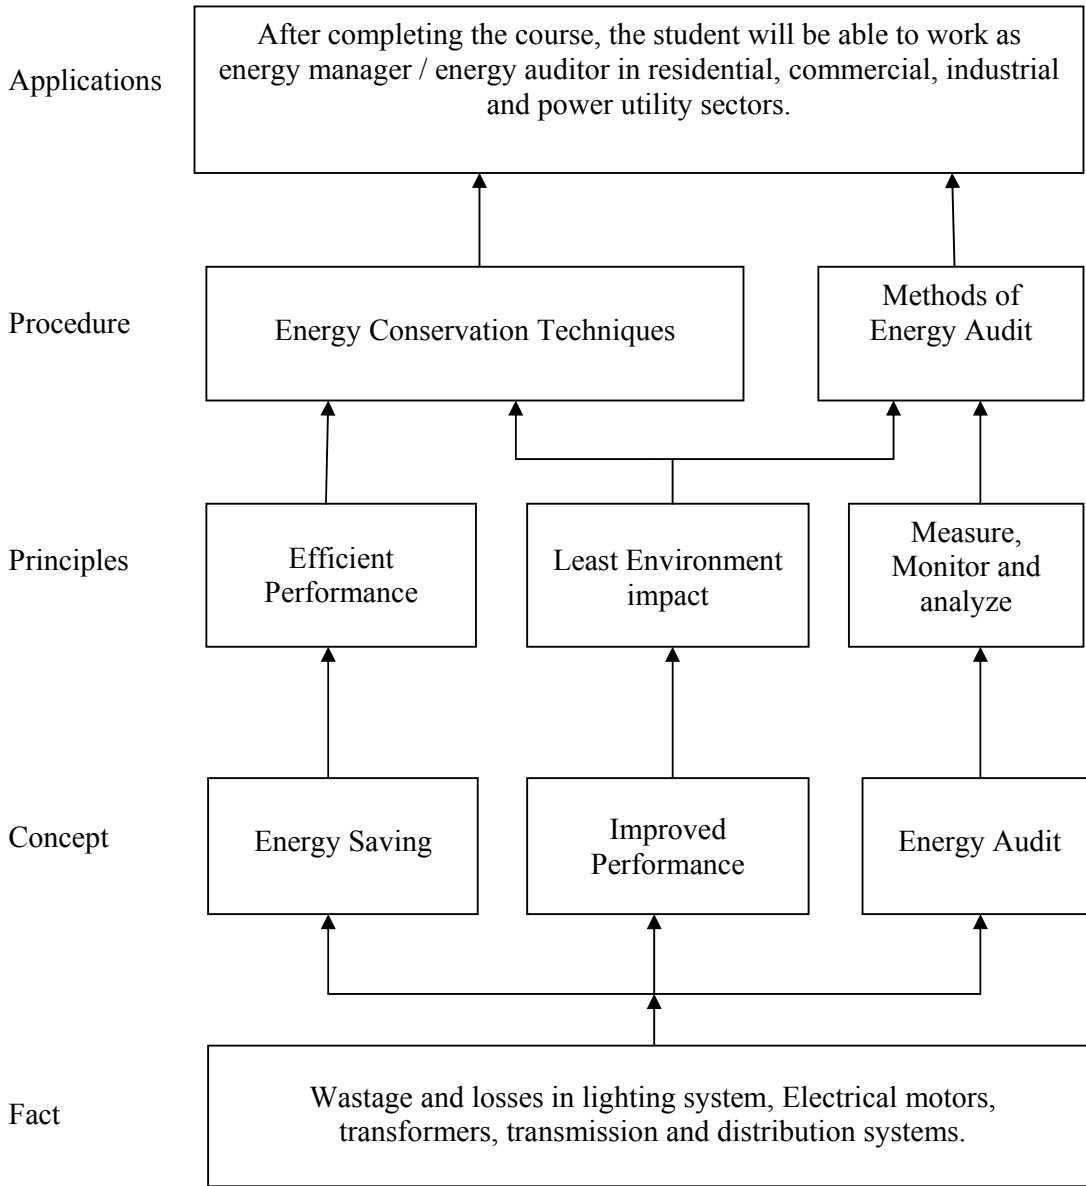 Applications
After completing the course, the student will be able to work as
energy manager / energy auditor in residential, commercial, industrial
and power utility sectors.
Procedure
Energy Conservation Techniques
Methods of
Energy Audit
Principles
Efficient
Performance
Least Environment
impact
Measure,
Monitor and
analyze
Concept
Energy Saving
Improved
Performance
Energy Audit
Fact
Wastage and losses in lighting system, Electrical motors,
transformers, transmission and distribution systems.